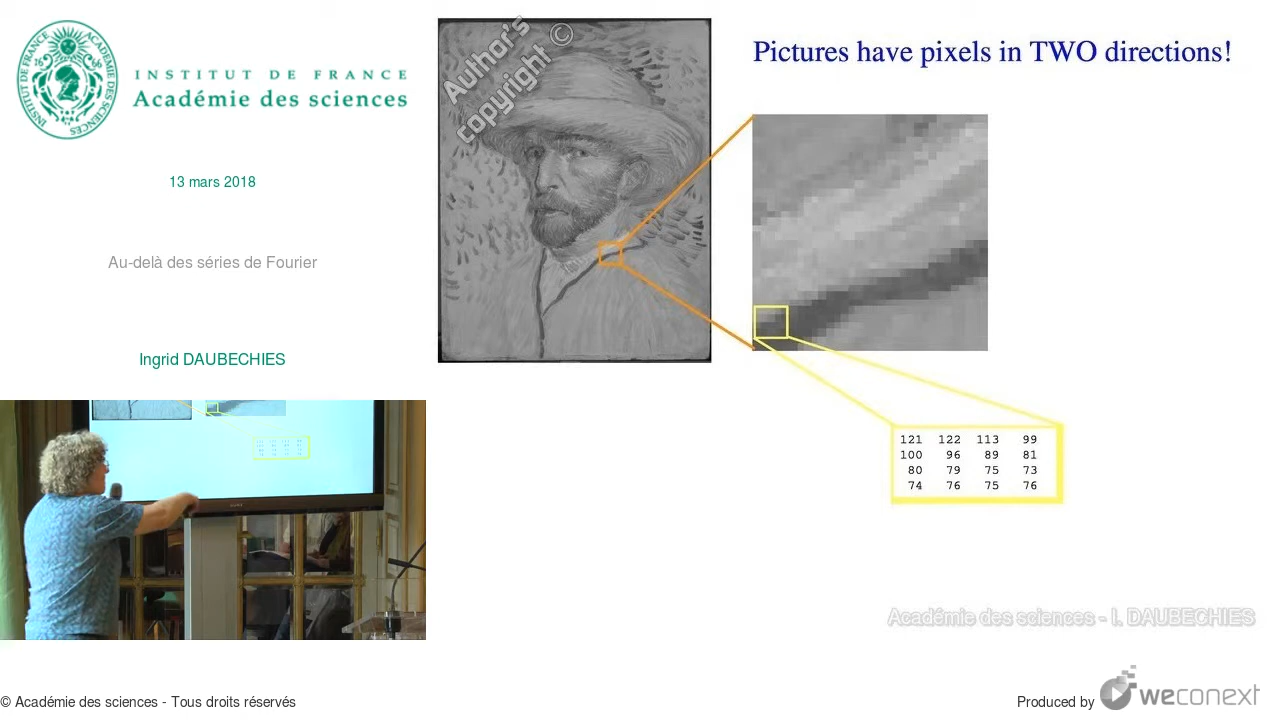 INSTITUT DE FRANCE
Académie des sciences
13 mars 2018
Au-delà des séries de Fourier
Ingrid DAUBECHIES
Author's
copyright ©
Pictures have pixels in TWO directions!
121 122 113 99
100 96 89 81
80 79 75 73
74 76 75 76
Académie des sciences - I. DAUBECHIES
© Académie des sciences - Tous droits réservés
Produced by weconext